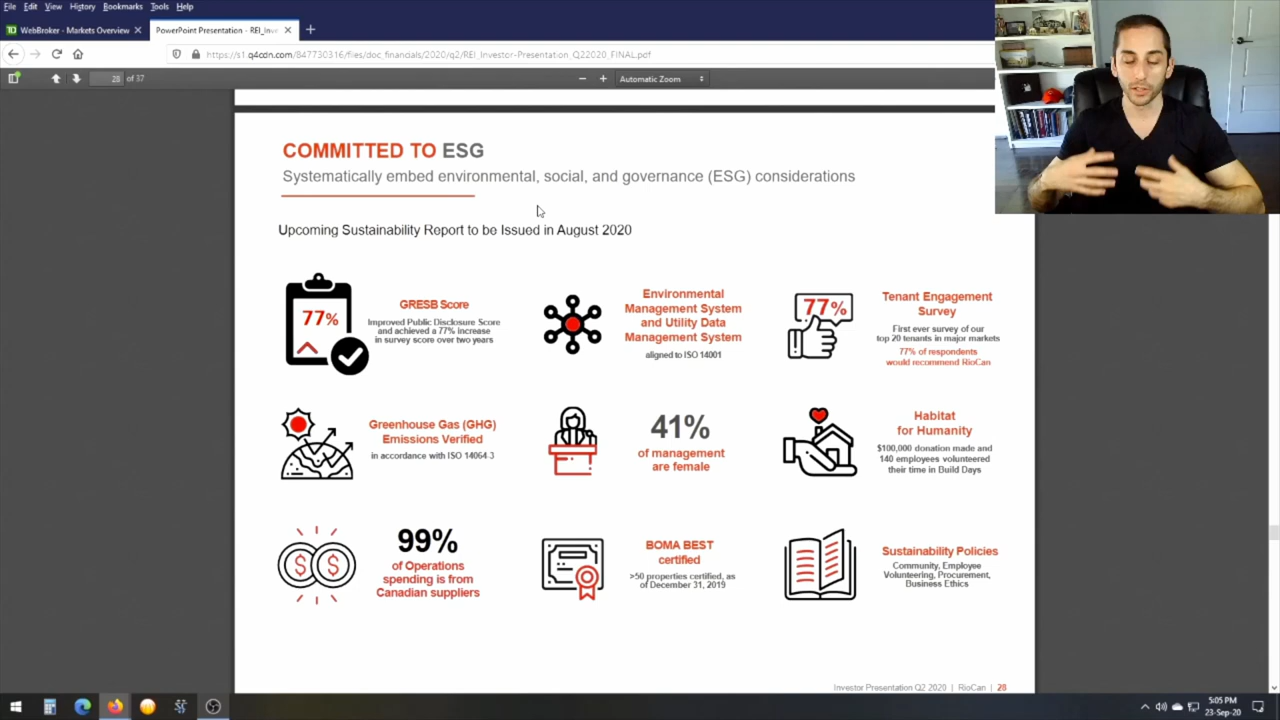 File Edit View History Bookmarks Tools Help
WebBroker - Markets Overview
PowerPoint Presentation - REI_Inv
https://s1.q4cdn.com/847730316/files/doc_financials/2020/q2/REI_Investor-Presentation_Q22020_FINAL.pdf
28 of 37
Automatic Zoom
COMMITTED TO ESG
Systematically embed environmental, social, and governance (ESG) considerations
Upcoming Sustainability Report to be Issued in August 2020
77%
GRESB Score
Improved Public Disclosure Score
and achieved a 77% increase
in survey score over two years
Environmental
Management System
and Utility Data
Management System
aligned to ISO 14001
77%
Tenant Engagement
Survey
First ever survey of our
top 20 tenants in major markets
77% of respondents
would recommend RioCan
Greenhouse Gas (GHG)
Emissions Verified
in accordance with ISO 14064-3
41%
of management
are female
Habitat
for Humanity
$100,000 donation made and
140 employees volunteered
their time in Build Days
$ $
99%
of Operations
spending is from
Canadian suppliers
BOMA BEST
certified
>50 properties certified, as
of December 31, 2019
Sustainability Policies
Community, Employee
Volunteering, Procurement,
Business Ethics
Investor Presentation Q2 2020 | RioCan | 28
5:05 PM
23-Sep-20